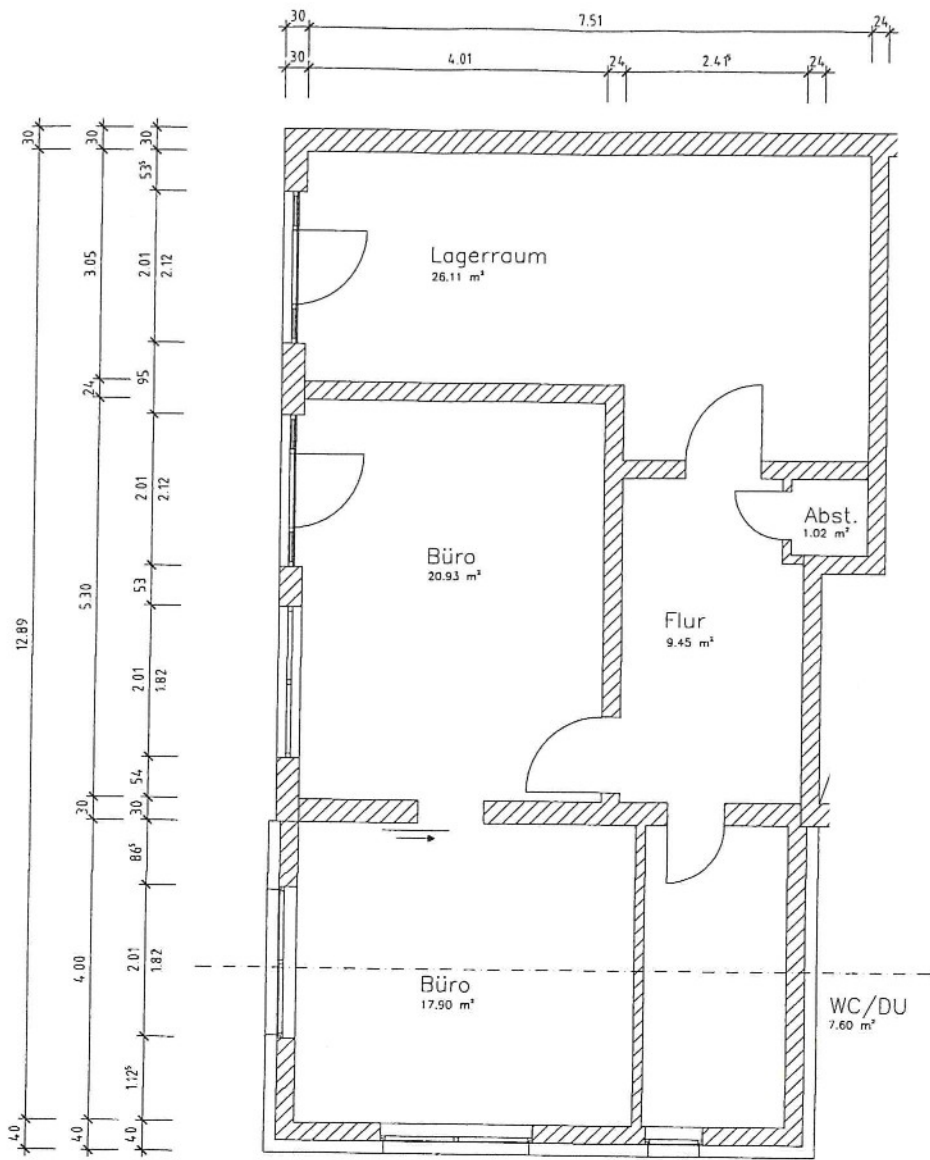 30 7.51 24
30 4.01 24 2.41⁵ 24
30 12.89 40
30 3.05 24 5.30 30 4.00 40
30 53⁵ 2.01 95 2.01 53 2.01 54 30 86⁵ 2.01 1.12⁵ 40
2.12 2.12 1.82 1.82
Lagerraum
26.11 m²
Abst.
1.02 m²
Büro
20.93 m²
Flur
9.45 m²
Büro
17.90 m²
WC/DU
7.60 m²